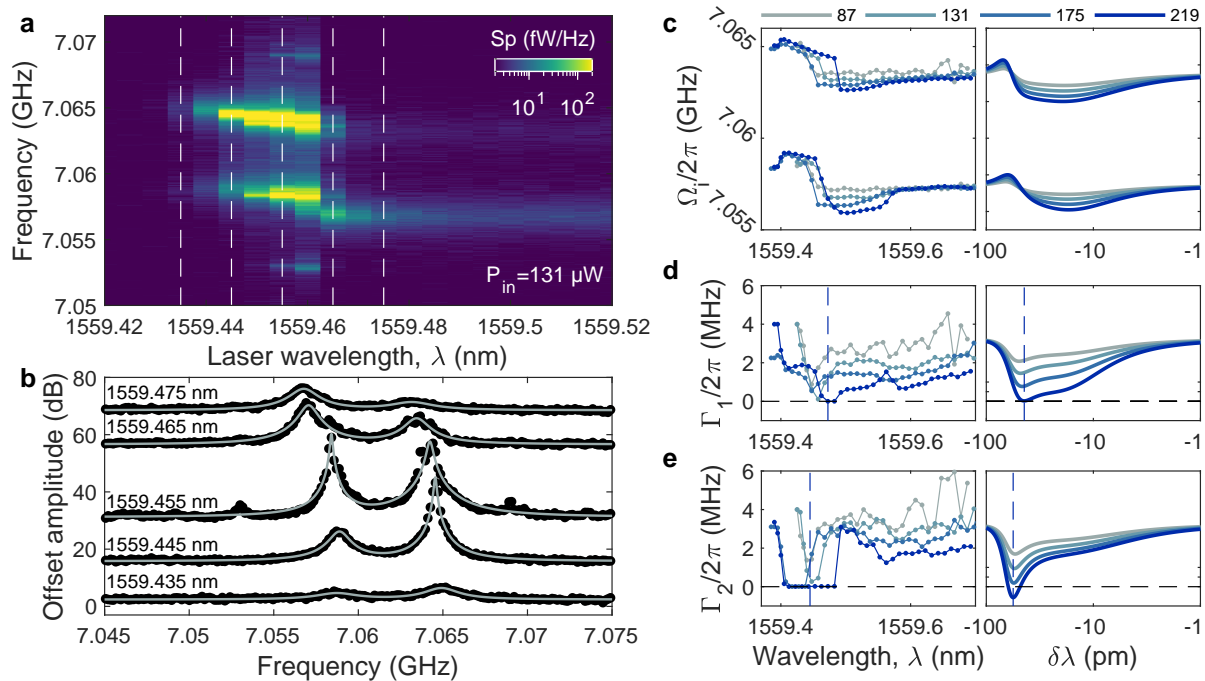 a
7.07
7.065
7.06
7.055
7.05
Frequency (GHz)
Sp (fW/Hz)
10¹ 10²
P_in=131 µW
1559.42 1559.44 1559.46 1559.48 1559.5 1559.52
Laser wavelength, λ (nm)
b
80
60
40
20
0
Offset amplitude (dB)
1559.475 nm
1559.465 nm
1559.455 nm
1559.445 nm
1559.435 nm
7.045 7.05 7.055 7.06 7.065 7.07 7.075
Frequency (GHz)
c
87 131 175 219
7.065
7.06
7.055
Ω_i/2π (GHz)
1559.4 1559.6 -100 -10 -1
d
6
4
2
0
Γ_1/2π (MHz)
1559.4 1559.6 -100 -10 -1
e
6
4
2
0
Γ_2/2π (MHz)
1559.4 1559.6 -100 -10 -1
Wavelength, λ (nm) δλ (pm)